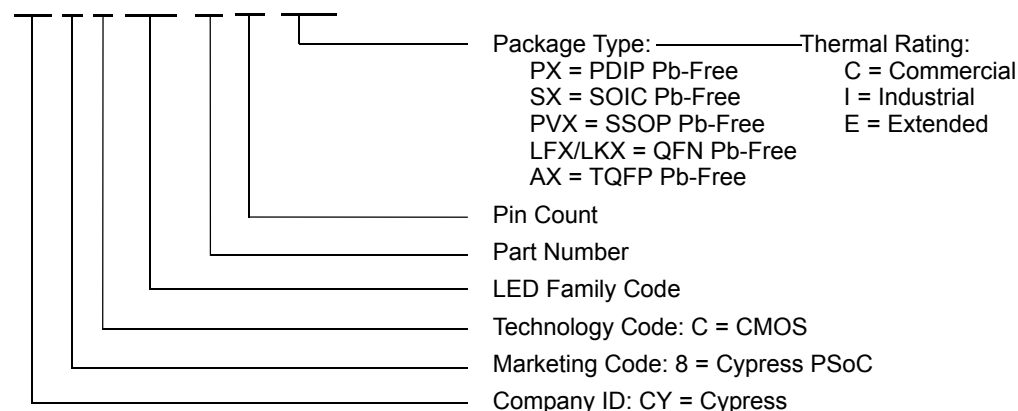 Package Type: Thermal Rating:
PX = PDIP Pb-Free C = Commercial
SX = SOIC Pb-Free I = Industrial
PVX = SSOP Pb-Free E = Extended
LFX/LKX = QFN Pb-Free
AX = TQFP Pb-Free
Pin Count
Part Number
LED Family Code
Technology Code: C = CMOS
Marketing Code: 8 = Cypress PSoC
Company ID: CY = Cypress